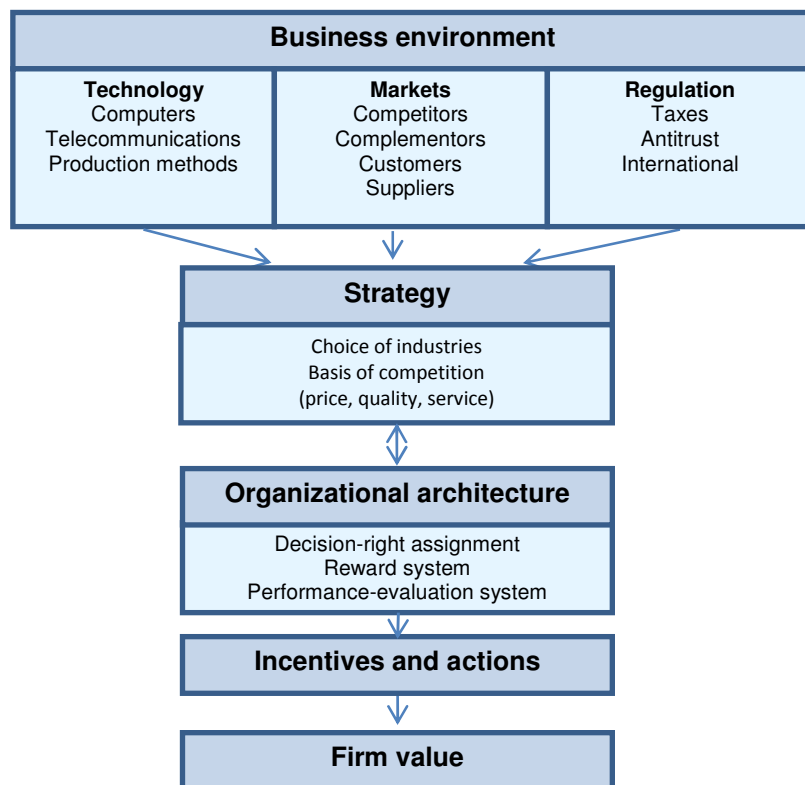 Business environment
Technology
Computers
Telecommunications
Production methods
Markets
Competitors
Complementors
Customers
Suppliers
Regulation
Taxes
Antitrust
International
Strategy
Choice of industries
Basis of competition
(price, quality, service)
Organizational architecture
Decision-right assignment
Reward system
Performance-evaluation system
Incentives and actions
Firm value